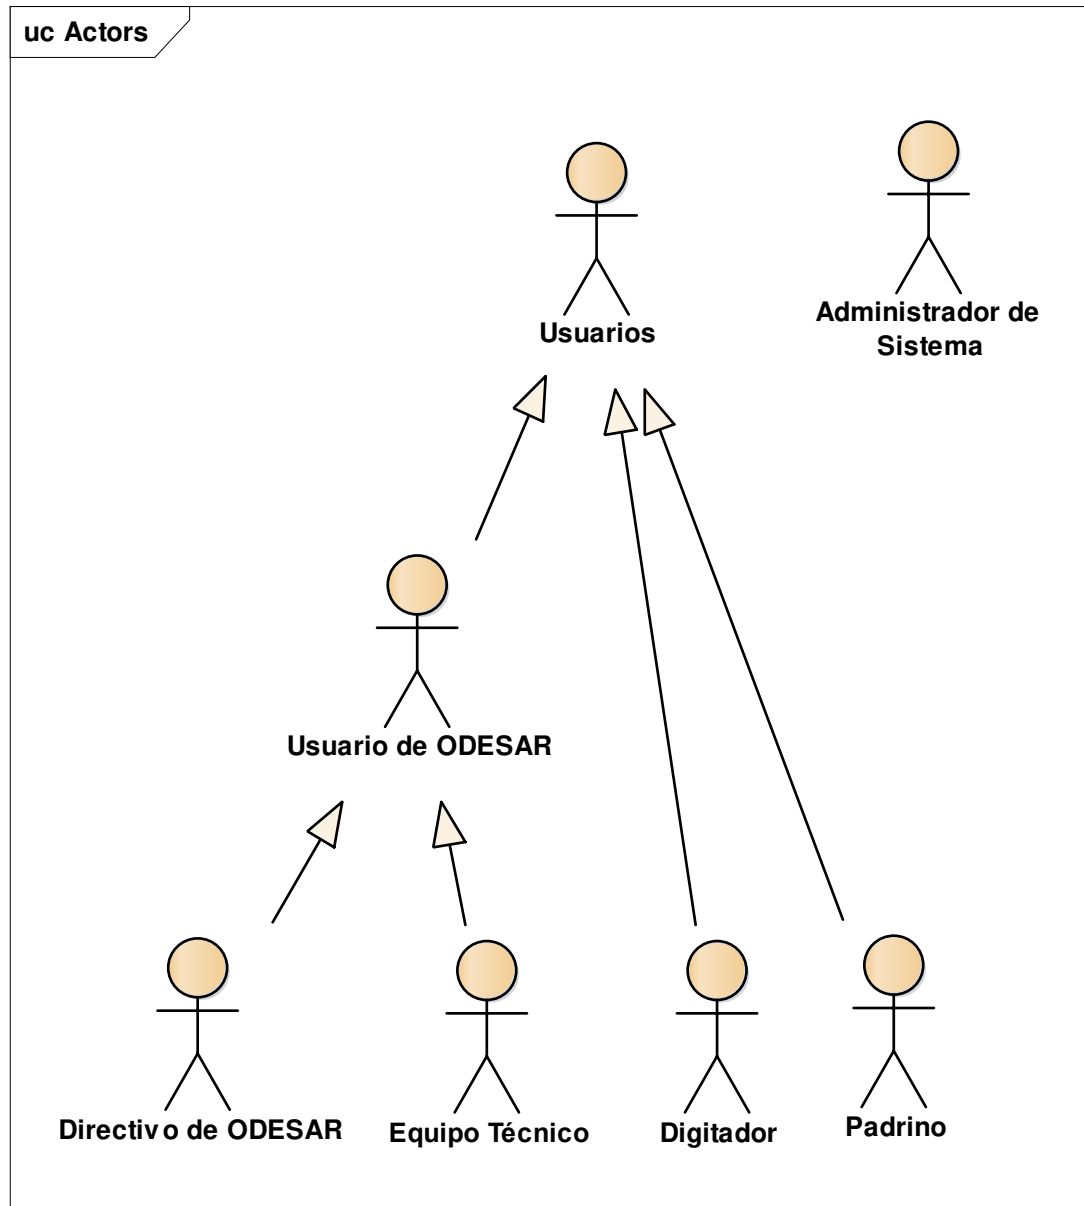 uc Actors
Usuarios
Administrador de
Sistema
Usuario de ODESAR
Directivo de ODESAR
Equipo Técnico
Digitador
Padrino